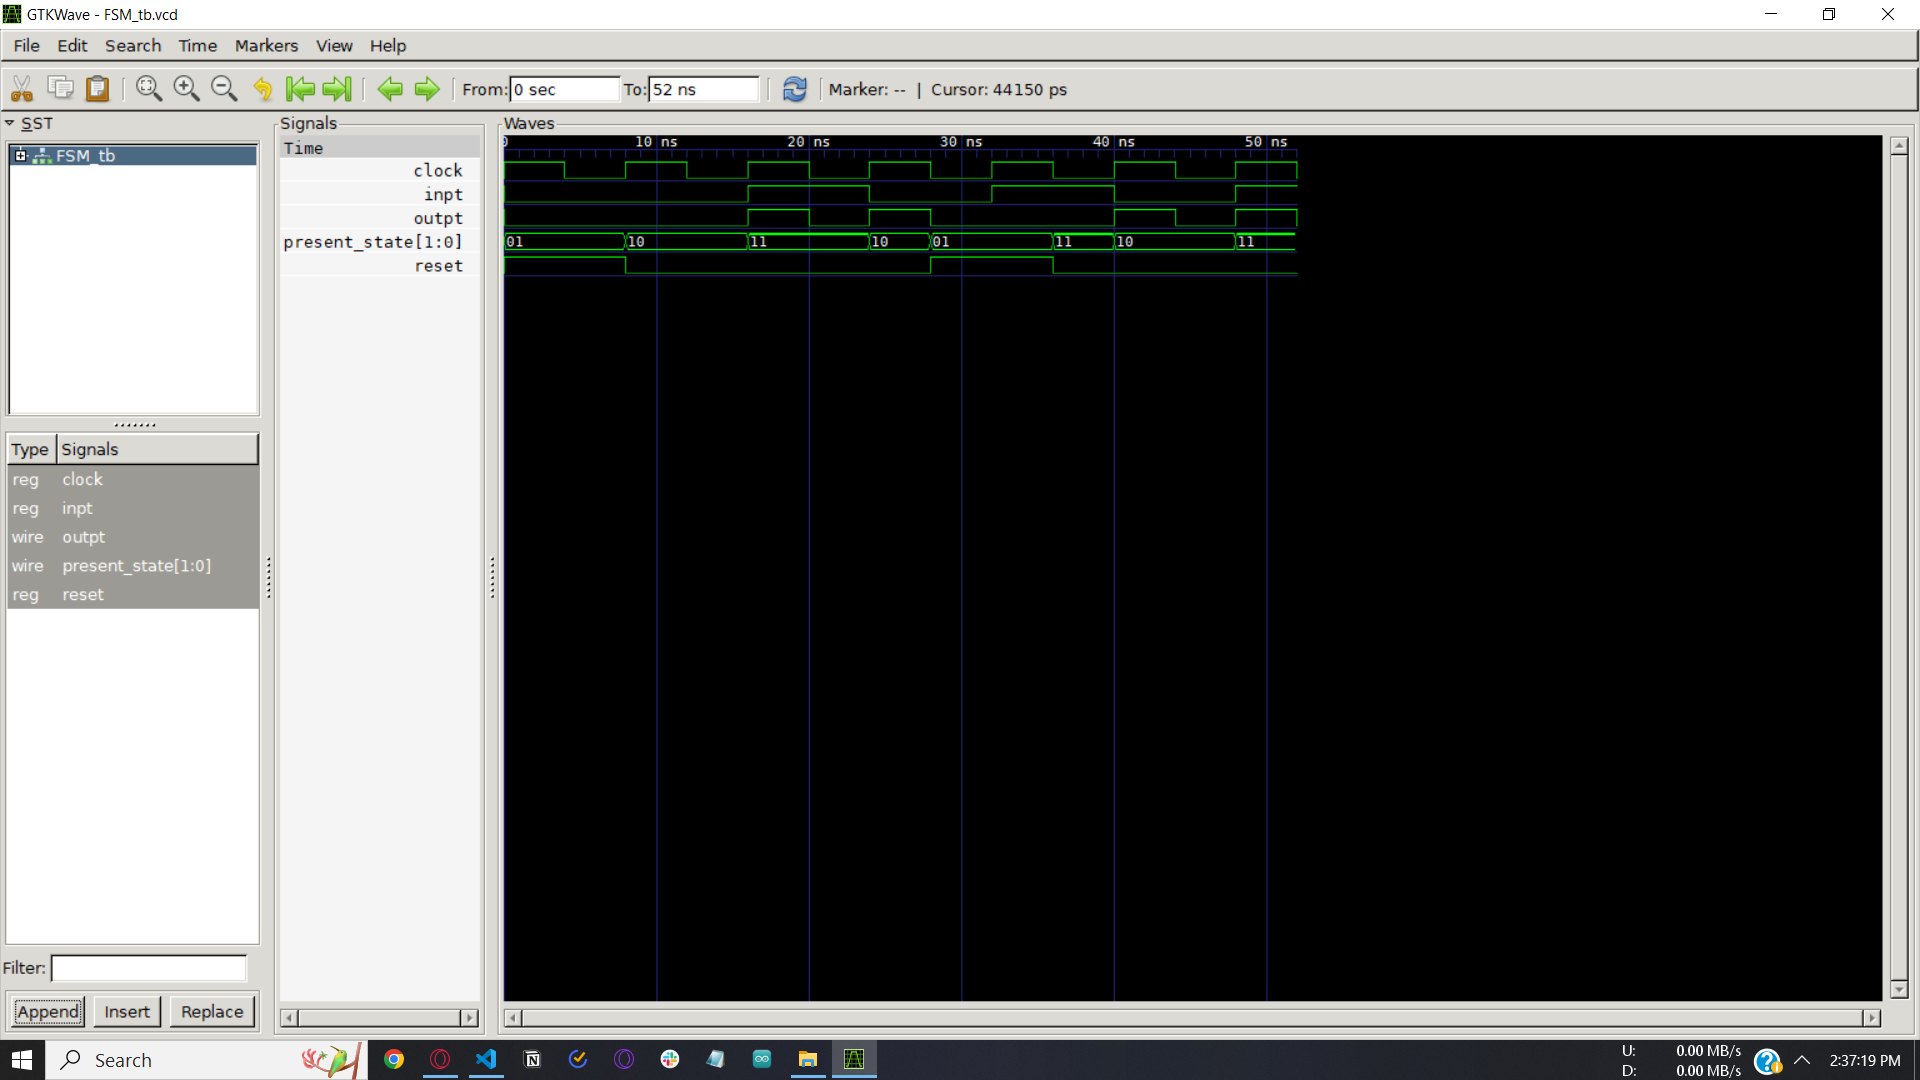 GTKWave - FSM_tb.vcd
File Edit Search Time Markers View Help
From: 0 sec To: 52 ns Marker: -- | Cursor: 44150 ps
SST
FSM_tb
Type Signals
reg clock
reg inpt
wire outpt
wire present_state[1:0]
reg reset
Filter:
Append Insert Replace
Signals
Time
clock
inpt
outpt
present_state[1:0]
reset
Waves
0 10 ns 20 ns 30 ns 40 ns 50 ns
01 10 11 10 01 11 10 11
Search
U: 0.00 MB/s
D: 0.00 MB/s
2:37:19 PM